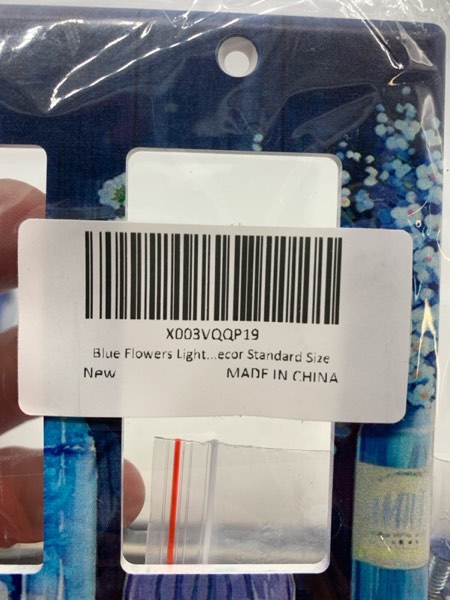 X003VQQP19
Blue Flowers Light...ecor Standard Size
New
MADE IN CHINA